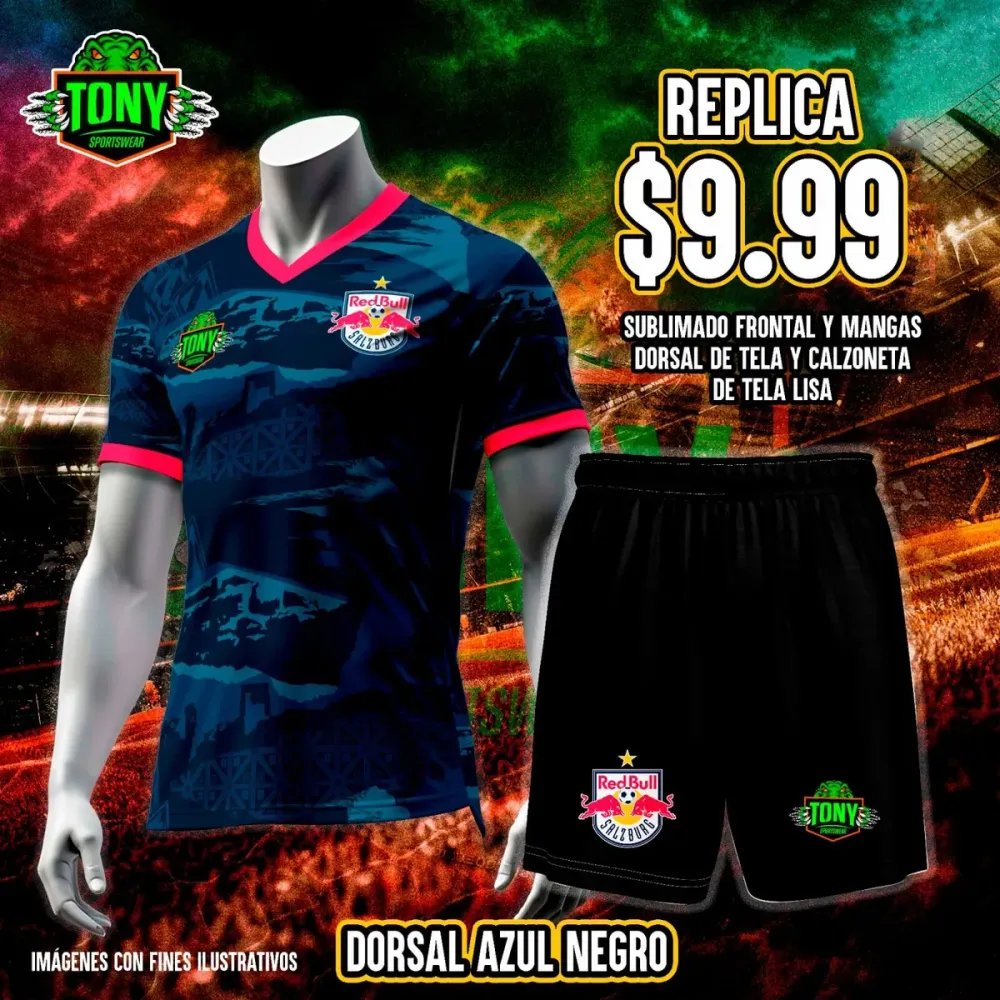 TONY
SPORTSWEAR
REPLICA
$9.99
SUBLIMADO FRONTAL Y MANGAS
DORSAL DE TELA Y CALZONETA
DE TELA LISA
TONY
Red Bull
SALZBURG
Red Bull
SALZBURG
TONY
SPORTSWEAR
IMÁGENES CON FINES ILUSTRATIVOS
DORSAL AZUL NEGRO